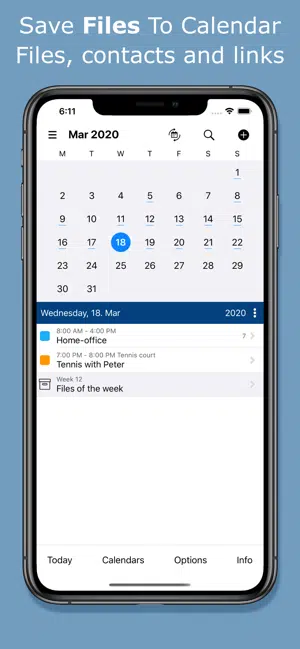 Save Files To Calendar
Files, contacts and links
6:11
Mar 2020
M T W T F S S
1
2 3 4 5 6 7 8
9 10 11 12 13 14 15
16 17 18 19 20 21 22
23 24 25 26 27 28 29
30 31
Wednesday, 18. Mar 2020
8:00 AM - 4:00 PM
Home-office 7
7:00 PM - 8:00 PM Tennis court
Tennis with Peter
Week 12
Files of the week
Today Calendars Options Info